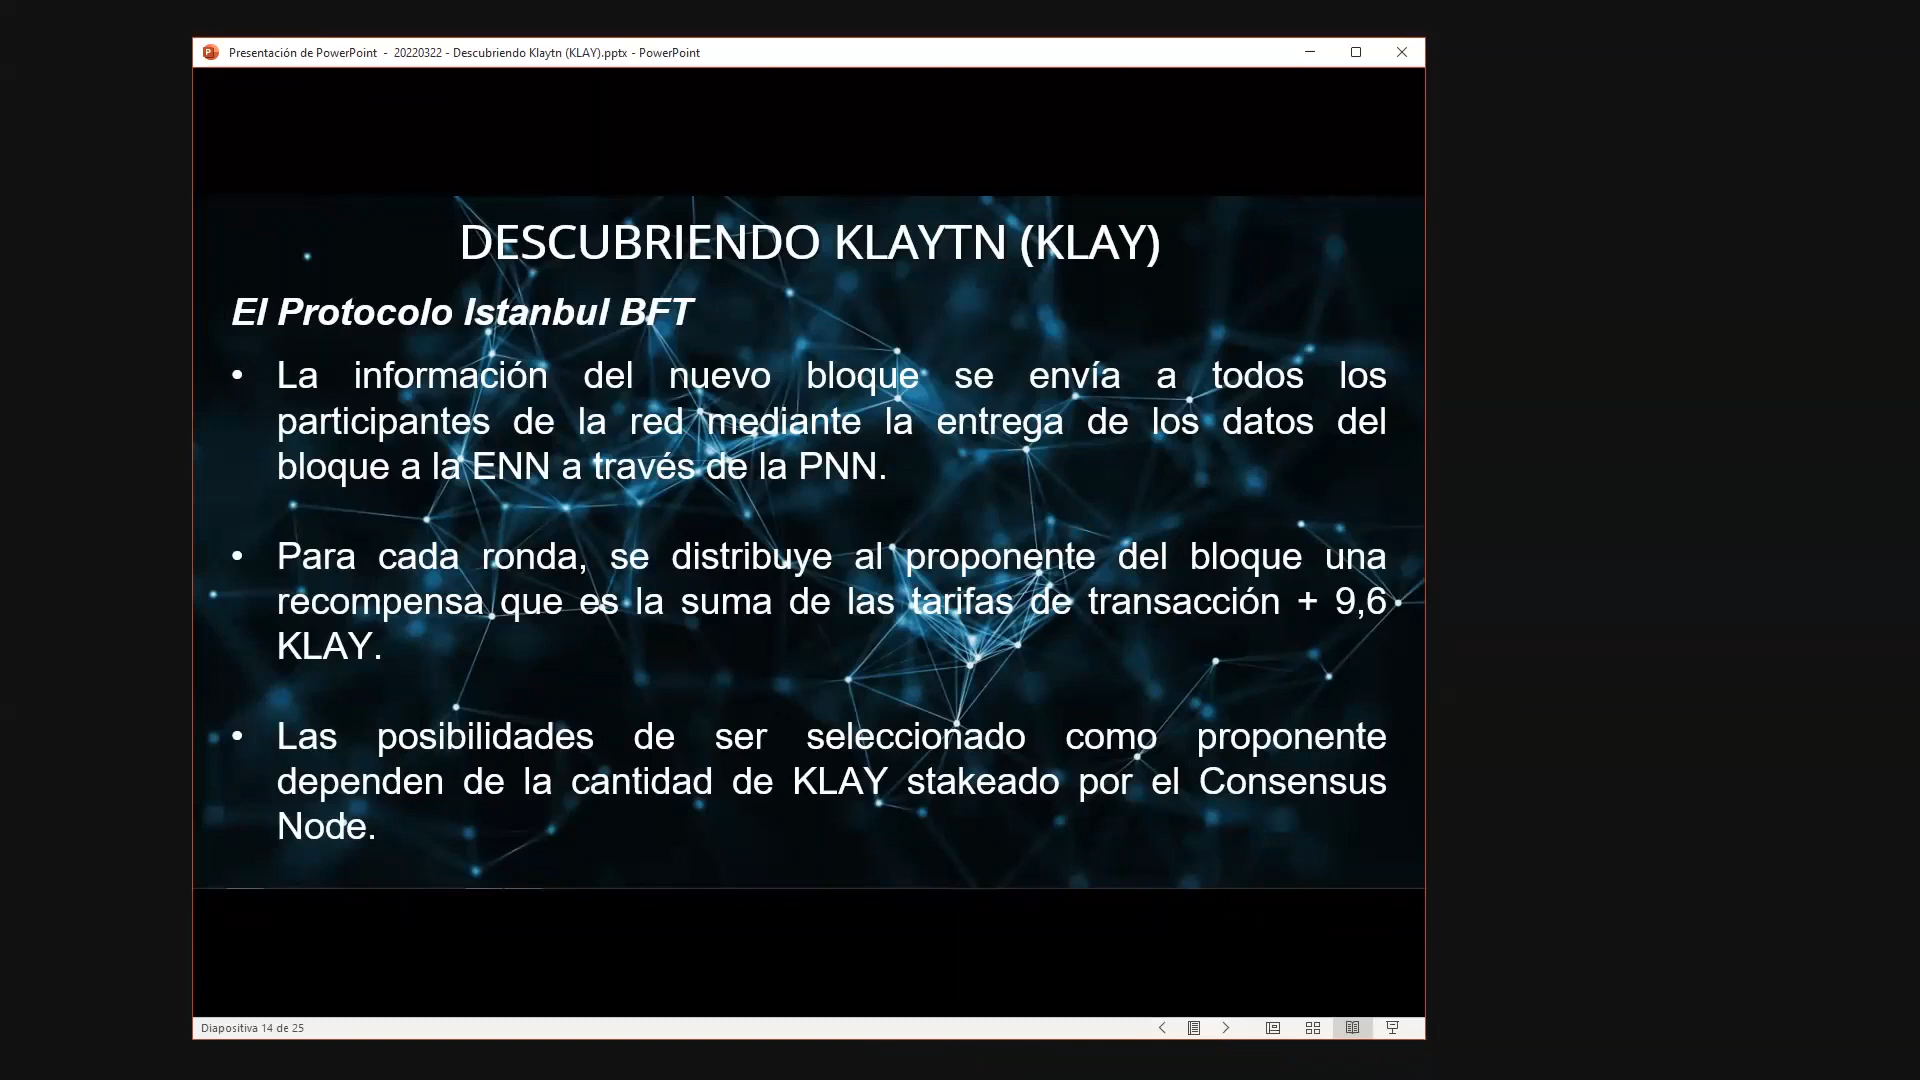 Presentación de PowerPoint - 20220322 - Descubriendo Klaytn (KLAY).pptx - PowerPoint
DESCUBRIENDO KLAYTN (KLAY)
El Protocolo Istanbul BFT
• La información del nuevo bloque se envía a todos los
participantes de la red mediante la entrega de los datos del
bloque a la ENN a través de la PNN.
• Para cada ronda, se distribuye al proponente del bloque una
recompensa que es la suma de las tarifas de transacción + 9,6
KLAY.
• Las posibilidades de ser seleccionado como proponente
dependen de la cantidad de KLAY stakeado por el Consensus
Node.
Diapositiva 14 de 25